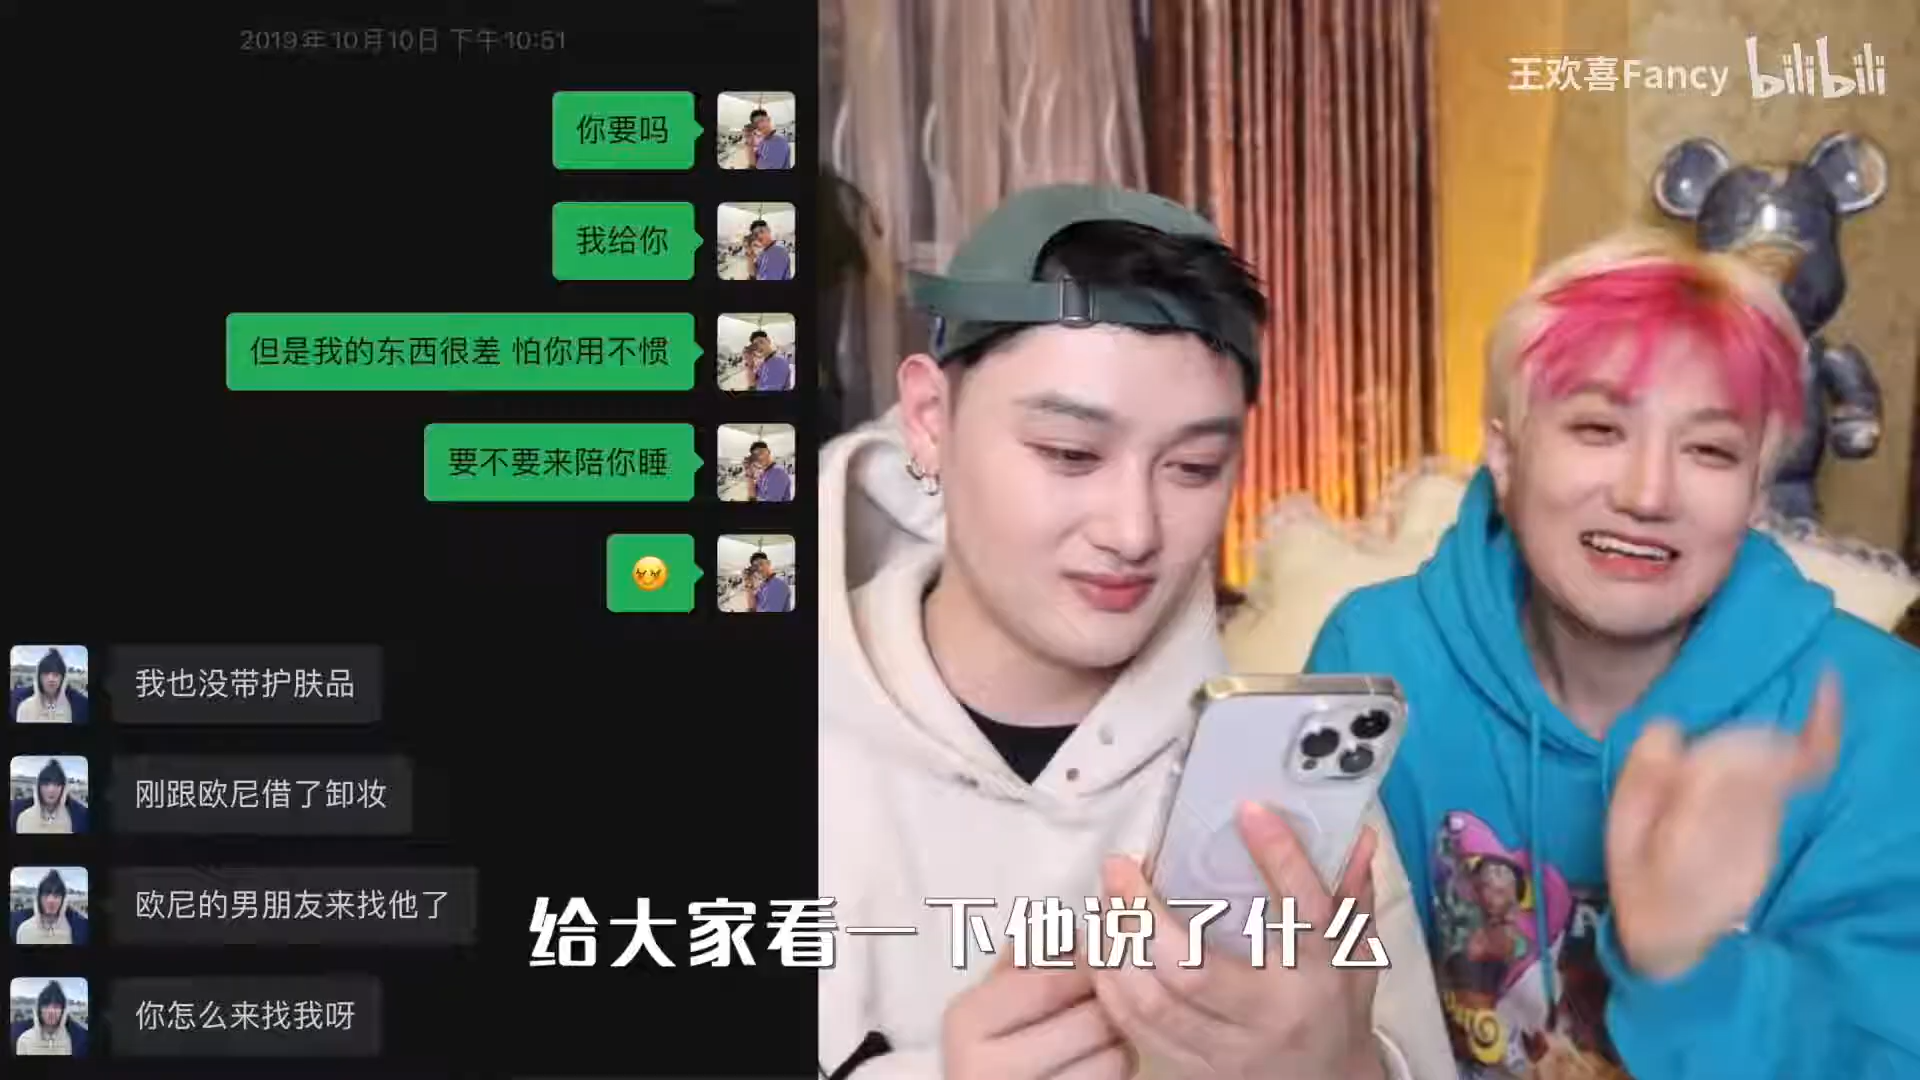 2019年10月10日 下午10:51
王欢喜Fancy bilibili
你要吗
我给你
但是我的东西很差 怕你用不惯
要不要来陪你睡
我也没带护肤品
刚跟欧尼借了卸妆
欧尼的男朋友来找他了
给大家看一下他说了什么
你怎么来找我呀